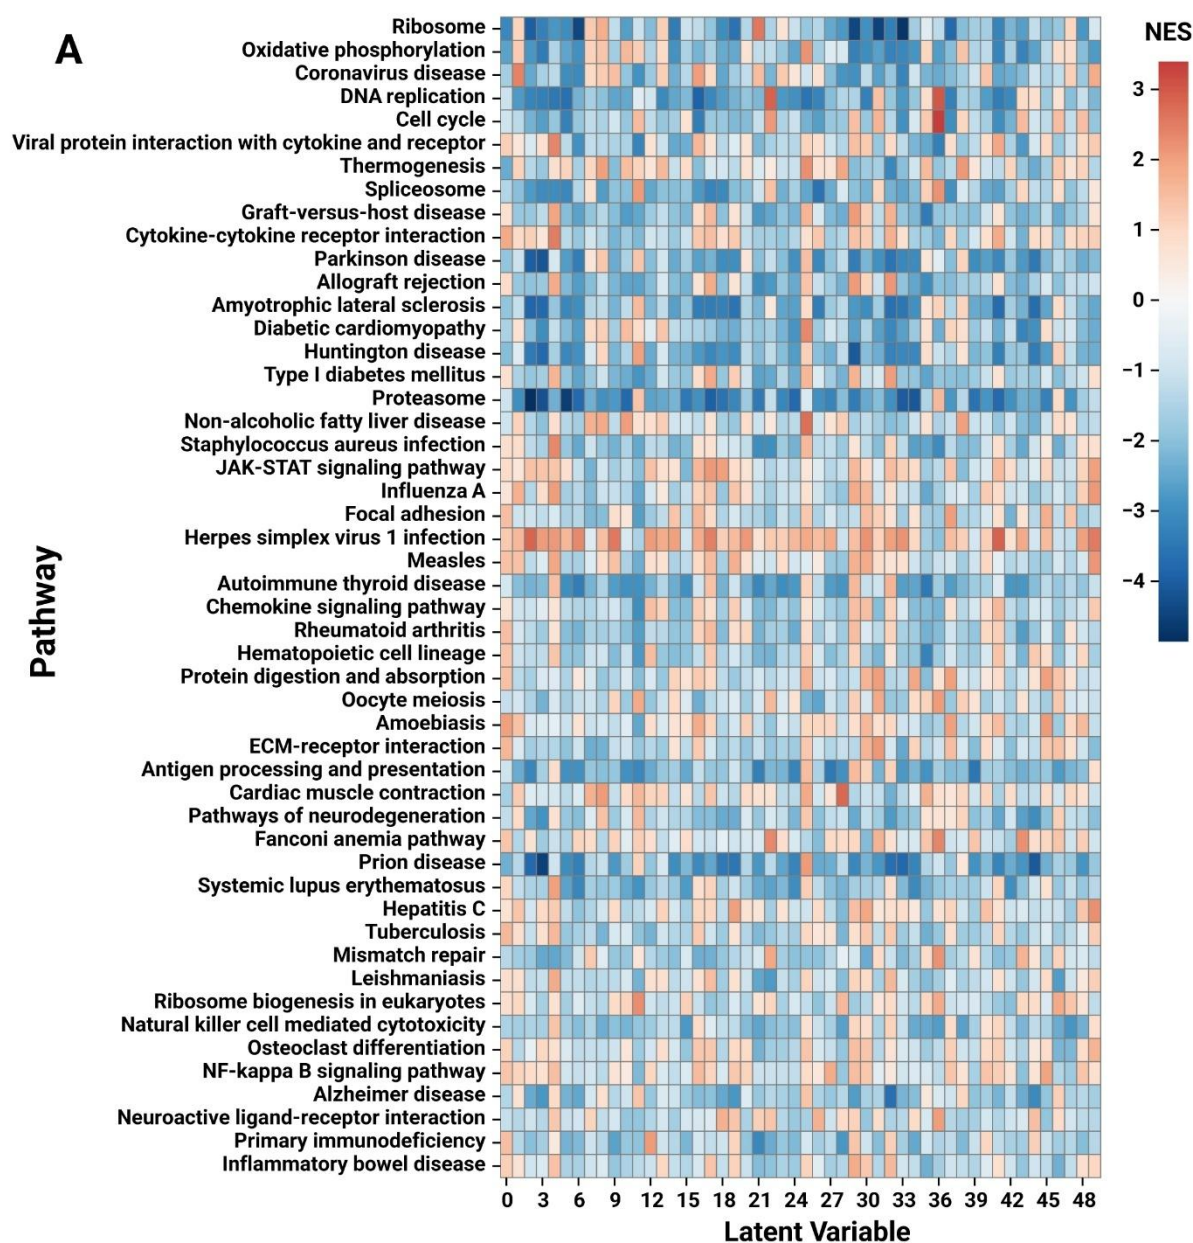 A
NES
Ribosome
Oxidative phosphorylation
Coronavirus disease
DNA replication
Cell cycle
Viral protein interaction with cytokine and receptor
Thermogenesis
Spliceosome
Graft-versus-host disease
Cytokine-cytokine receptor interaction
Parkinson disease
Allograft rejection
Amyotrophic lateral sclerosis
Diabetic cardiomyopathy
Huntington disease
Type I diabetes mellitus
Proteasome
Non-alcoholic fatty liver disease
Staphylococcus aureus infection
JAK-STAT signaling pathway
Influenza A
Focal adhesion
Herpes simplex virus 1 infection
Measles
Autoimmune thyroid disease
Chemokine signaling pathway
Rheumatoid arthritis
Hematopoietic cell lineage
Protein digestion and absorption
Oocyte meiosis
Amoebiasis
ECM-receptor interaction
Antigen processing and presentation
Cardiac muscle contraction
Pathways of neurodegeneration
Fanconi anemia pathway
Prion disease
Systemic lupus erythematosus
Hepatitis C
Tuberculosis
Mismatch repair
Leishmaniasis
Ribosome biogenesis in eukaryotes
Natural killer cell mediated cytotoxicity
Osteoclast differentiation
NF-kappa B signaling pathway
Alzheimer disease
Neuroactive ligand-receptor interaction
Primary immunodeficiency
Inflammatory bowel disease
Pathway
0 3 6 9 12 15 18 21 24 27 30 33 36 39 42 45 48
Latent Variable
3
2
1
0
−1
−2
−3
−4